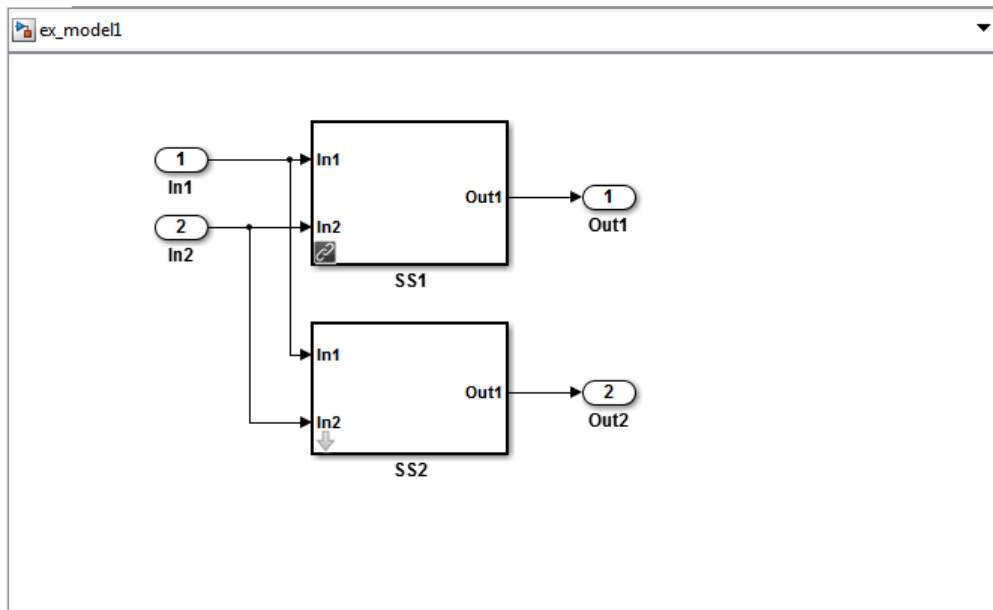 ex_model1
1
In1
2
In2
In1
In2
Out1
SS1
1
Out1
In1
In2
Out1
SS2
2
Out2